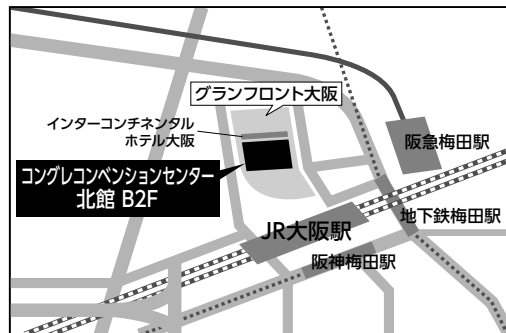 グランフロント大阪
インターコンチネンタル
ホテル大阪
コングレコンベンションセンター
北館 B2F
阪急梅田駅
地下鉄梅田駅
JR大阪駅
阪神梅田駅